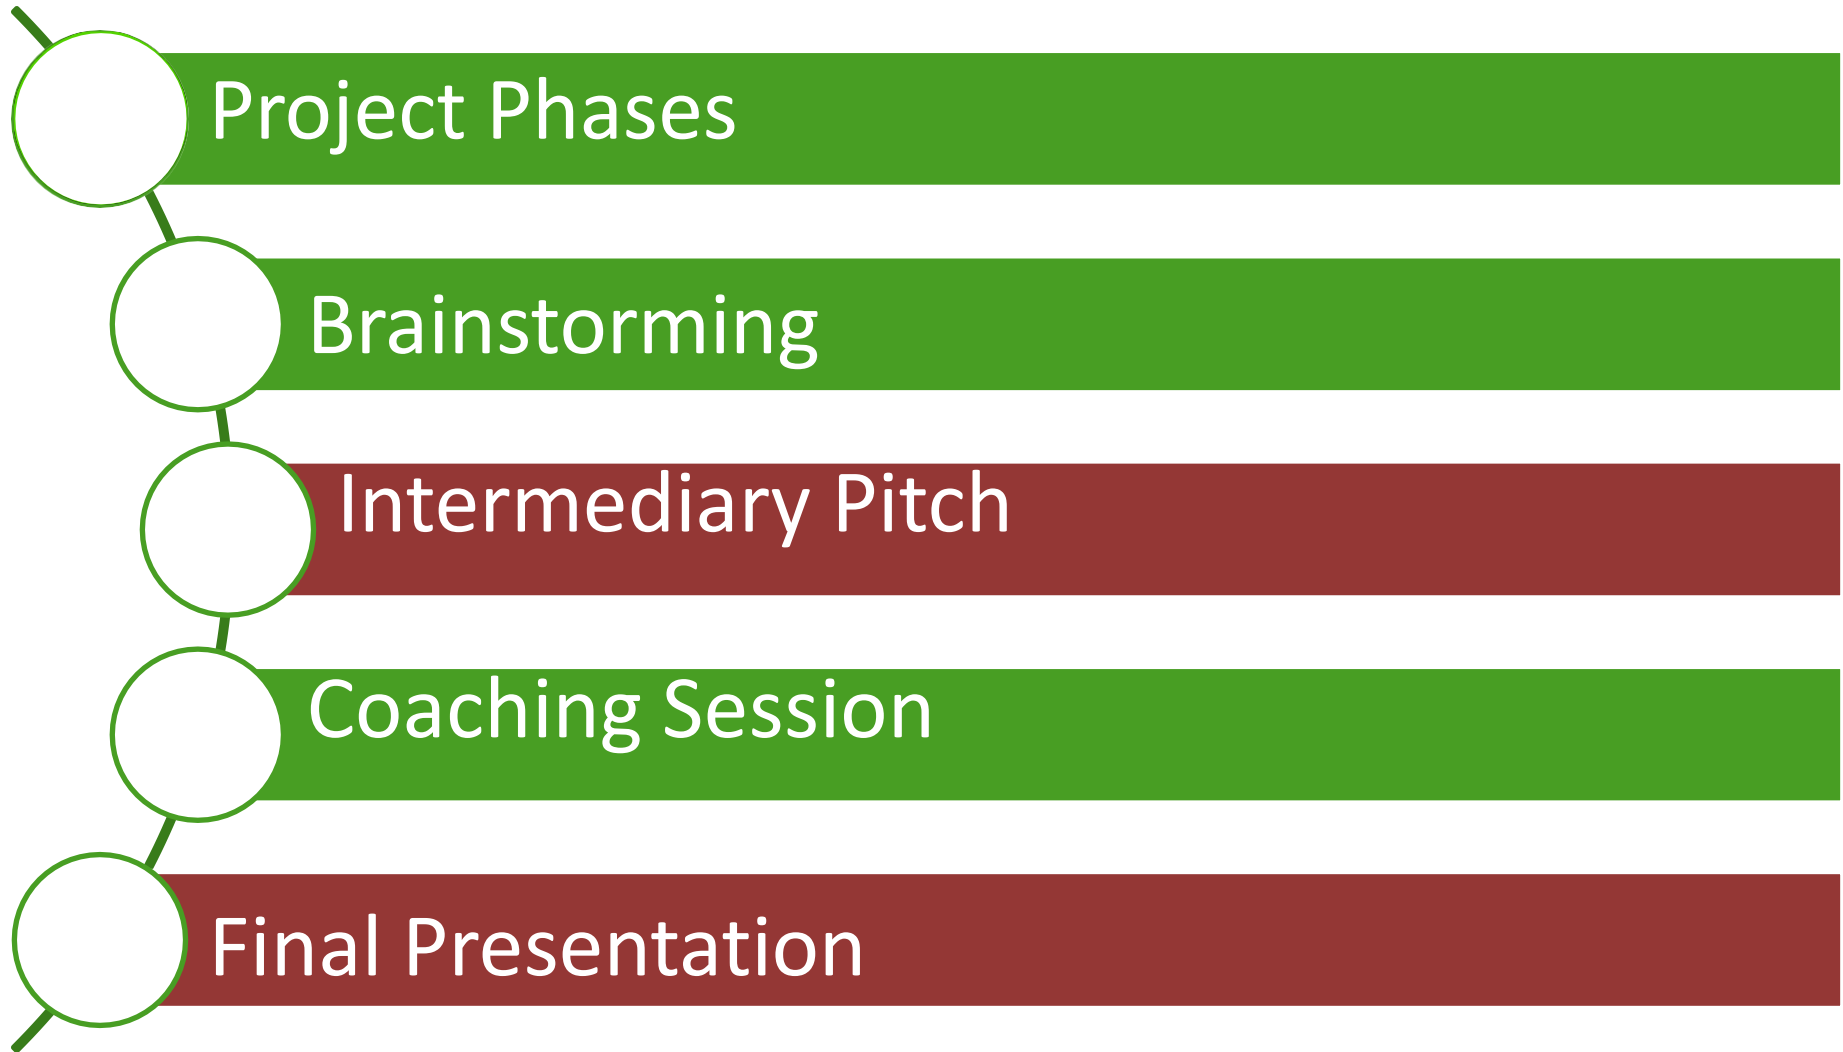 Project Phases
Brainstorming
Intermediary Pitch
Coaching Session
Final Presentation